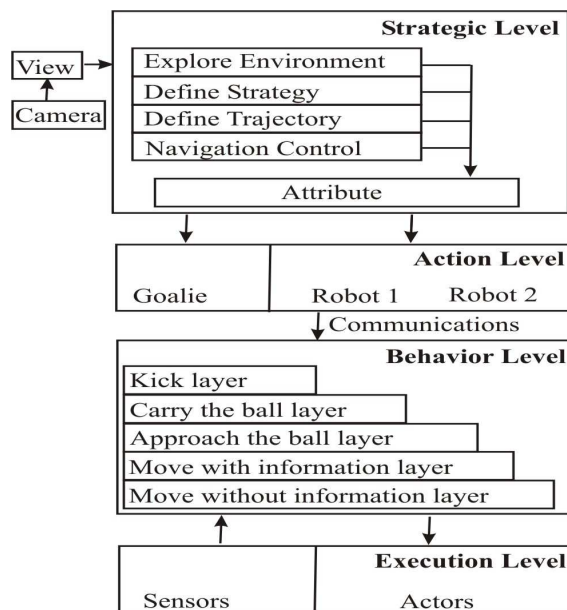 Strategic Level
View
Camera
Explore Environment
Define Strategy
Define Trajectory
Navigation Control
Attribute
Action Level
Goalie
Robot 1
Robot 2
Communications
Behavior Level
Kick layer
Carry the ball layer
Approach the ball layer
Move with information layer
Move without information layer
Execution Level
Sensors
Actors